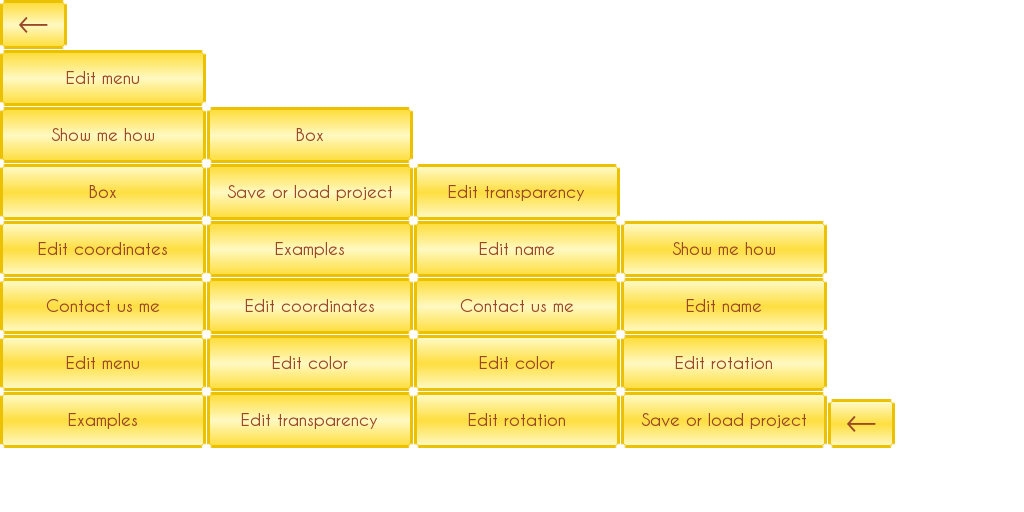 ←
Edit menu
Show me how Box
Box Save or load project Edit transparency
Edit coordinates Examples Edit name Show me how
Contact us me Edit coordinates Contact us me Edit name
Edit menu Edit color Edit color Edit rotation
Examples Edit transparency Edit rotation Save or load project ←